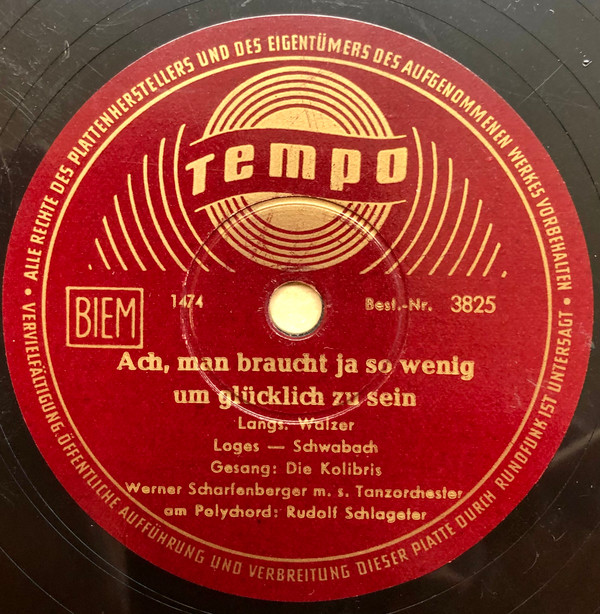 • ALLE RECHTE DES PLATTENHERSTELLERS UND DES EIGENTÜMERS DES AUFGENOMMENEN WERKES VORBEHALTEN •
Tempo
BIEM
1474
Best.-Nr. 3825
Ach, man braucht ja so wenig
um glücklich zu sein
Langs. Walzer
Loges — Schwabach
Gesang: Die Kolibris
Werner Scharfenberger m. s. Tanzorchester
am Polychord: Rudolf Schlageter
VERVIELFÄLTIGUNG, ÖFFENTLICHE AUFFÜHRUNG UND VERBREITUNG DIESER PLATTE DURCH RUNDFUNK IST UNTERSAGT